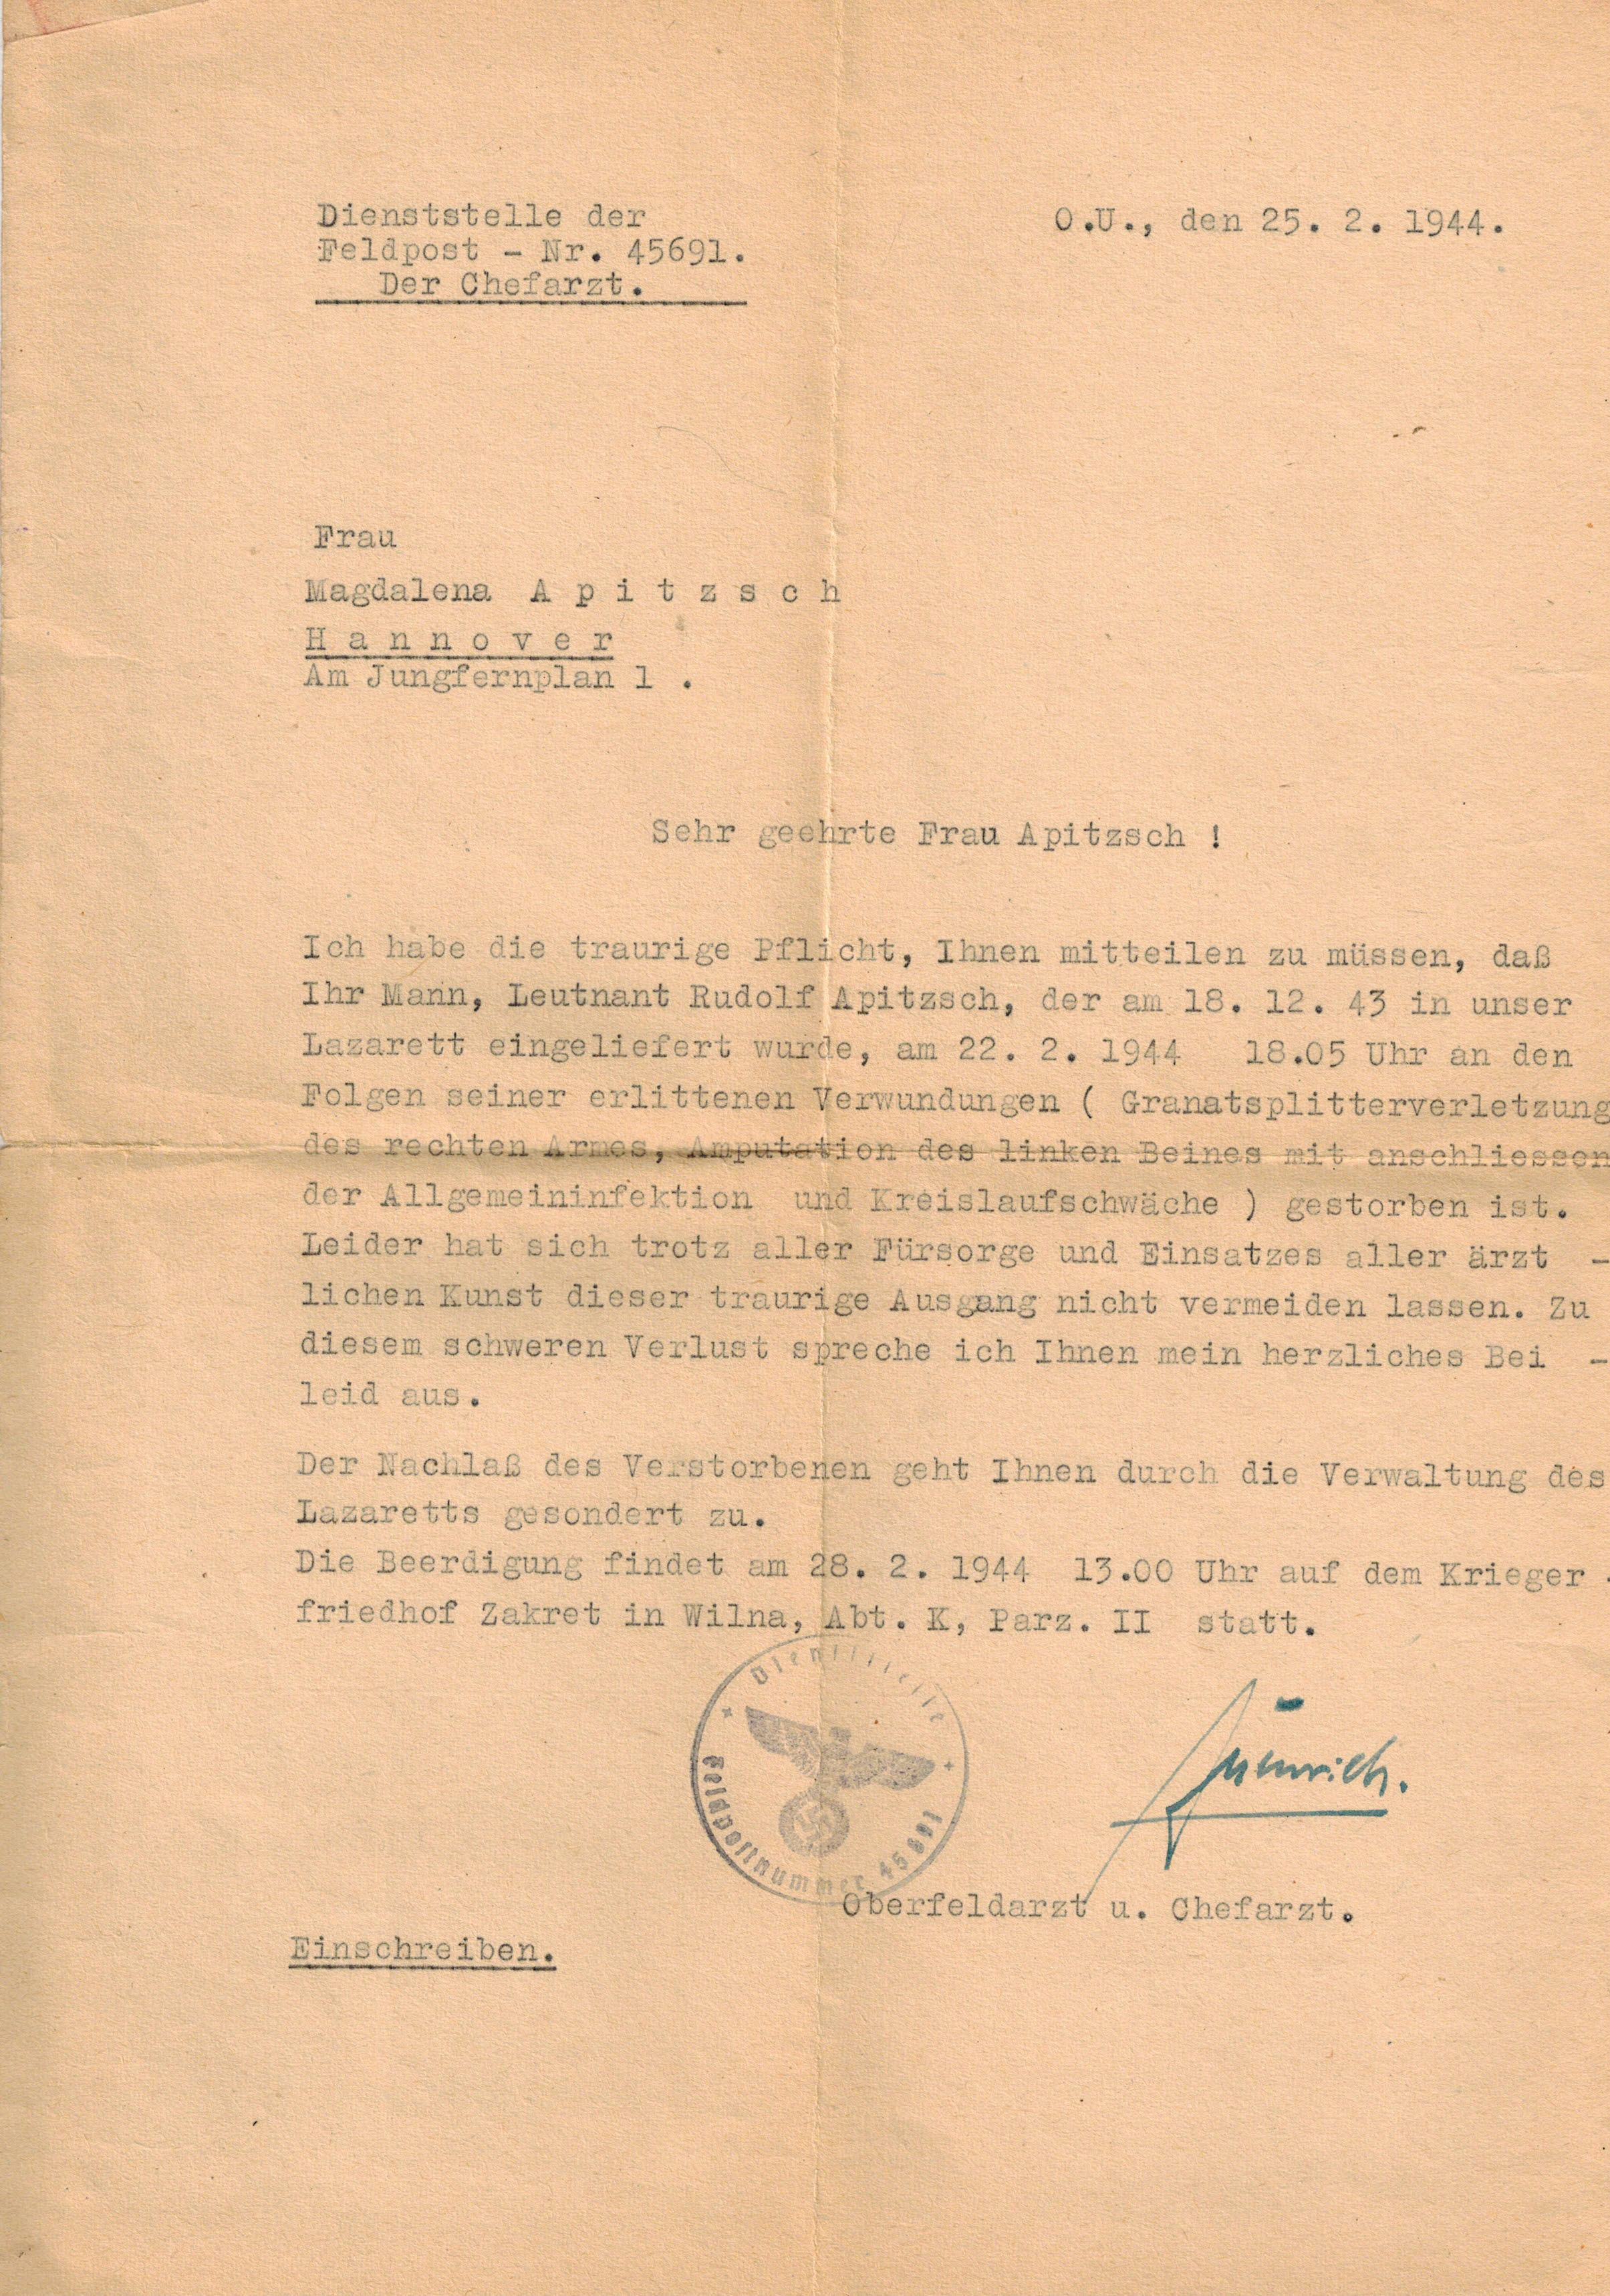 Dienststelle der
Feldpost - Nr. 45691.
Der Chefarzt.
O.U., den 25. 2. 1944.
Frau
Magdalena A p i t z s c h
H a n n o v e r
Am Jungfernplan 1 .
Sehr geehrte Frau Apitzsch !
Ich habe die traurige Pflicht, Ihnen mitteilen zu müssen, daß
Ihr Mann, Leutnant Rudolf Apitzsch, der am 18. 12. 43 in unser
Lazarett eingeliefert wurde, am 22. 2. 1944 18.05 Uhr an den
Folgen seiner erlittenen Verwundungen ( Granatsplitterverletzung
des rechten Armes, Amputation des linken Beines mit anschliessen
der Allgemeininfektion und Kreislaufschwäche ) gestorben ist.
Leider hat sich trotz aller Fürsorge und Einsatzes aller ärzt -
lichen Kunst dieser traurige Ausgang nicht vermeiden lassen. Zu
diesem schweren Verlust spreche ich Ihnen mein herzliches Bei -
leid aus.
Der Nachlaß des Verstorbenen geht Ihnen durch die Verwaltung des
Lazaretts gesondert zu.
Die Beerdigung findet am 28. 2. 1944 13.00 Uhr auf dem Krieger -
friedhof Zakret in Wilna, Abt. K, Parz. II statt.
Dienststelle
Feldpostnummer 45691
Oberfeldarzt u. Chefarzt.
Einschreiben.